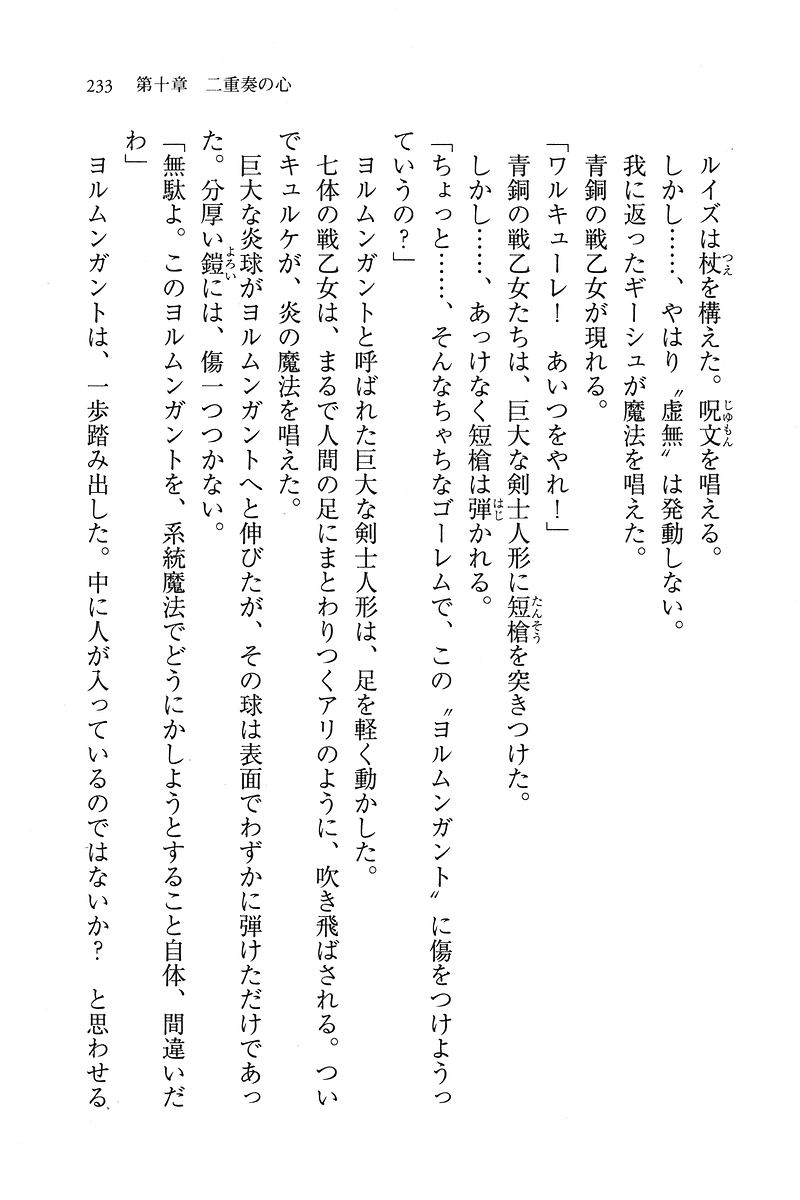 233　第十章　二重奏の心
　ルイズは杖を構えた。呪文を唱える。
　しかし……、やはり〝虚無〟は発動しない。
　我に返ったギーシュが魔法を唱えた。
　青銅の戦乙女が現れる。
「ワルキューレ！　あいつをやれ！」
　青銅の戦乙女たちは、巨大な剣士人形に短槍を突きつけた。
　しかし……、あっけなく短槍は弾かれる。
「ちょっと……、そんなちゃちなゴーレムで、この〝ヨルムンガント〟に傷をつけようっ
ていうの？」
　ヨルムンガントと呼ばれた巨大な剣士人形は、足を軽く動かした。
　七体の戦乙女は、まるで人間の足にまとわりつくアリのように、吹き飛ばされる。つい
でキュルケが、炎の魔法を唱えた。
　巨大な炎球がヨルムンガントへと伸びたが、その球は表面でわずかに弾けただけであっ
た。分厚い鎧には、傷一つつかない。
「無駄よ。このヨルムンガントを、系統魔法でどうにかしようとすること自体、間違いだ
わ」
　ヨルムンガントは、一歩踏み出した。中に人が入っているのではないか？　と思わせる